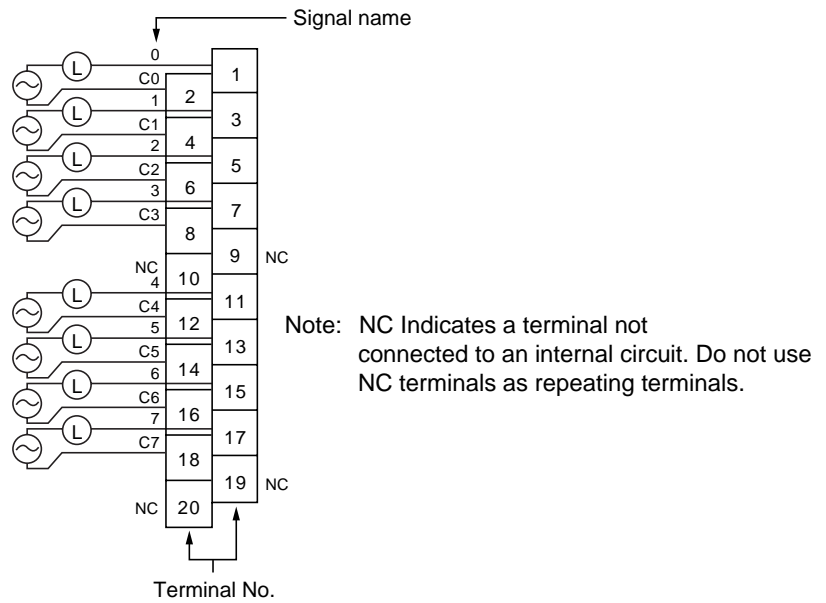 Signal name
0
L
1
C0
2
1
L
3
C1
4
2
L
5
C2
6
3
L
7
C3
8
9 NC
NC
10
4
L
11
C4
12
5
L
13
C5
14
6
L
15
C6
16
7
L
17
C7
18
19 NC
NC 20
Note: NC Indicates a terminal not
connected to an internal circuit. Do not use
NC terminals as repeating terminals.
Terminal No.